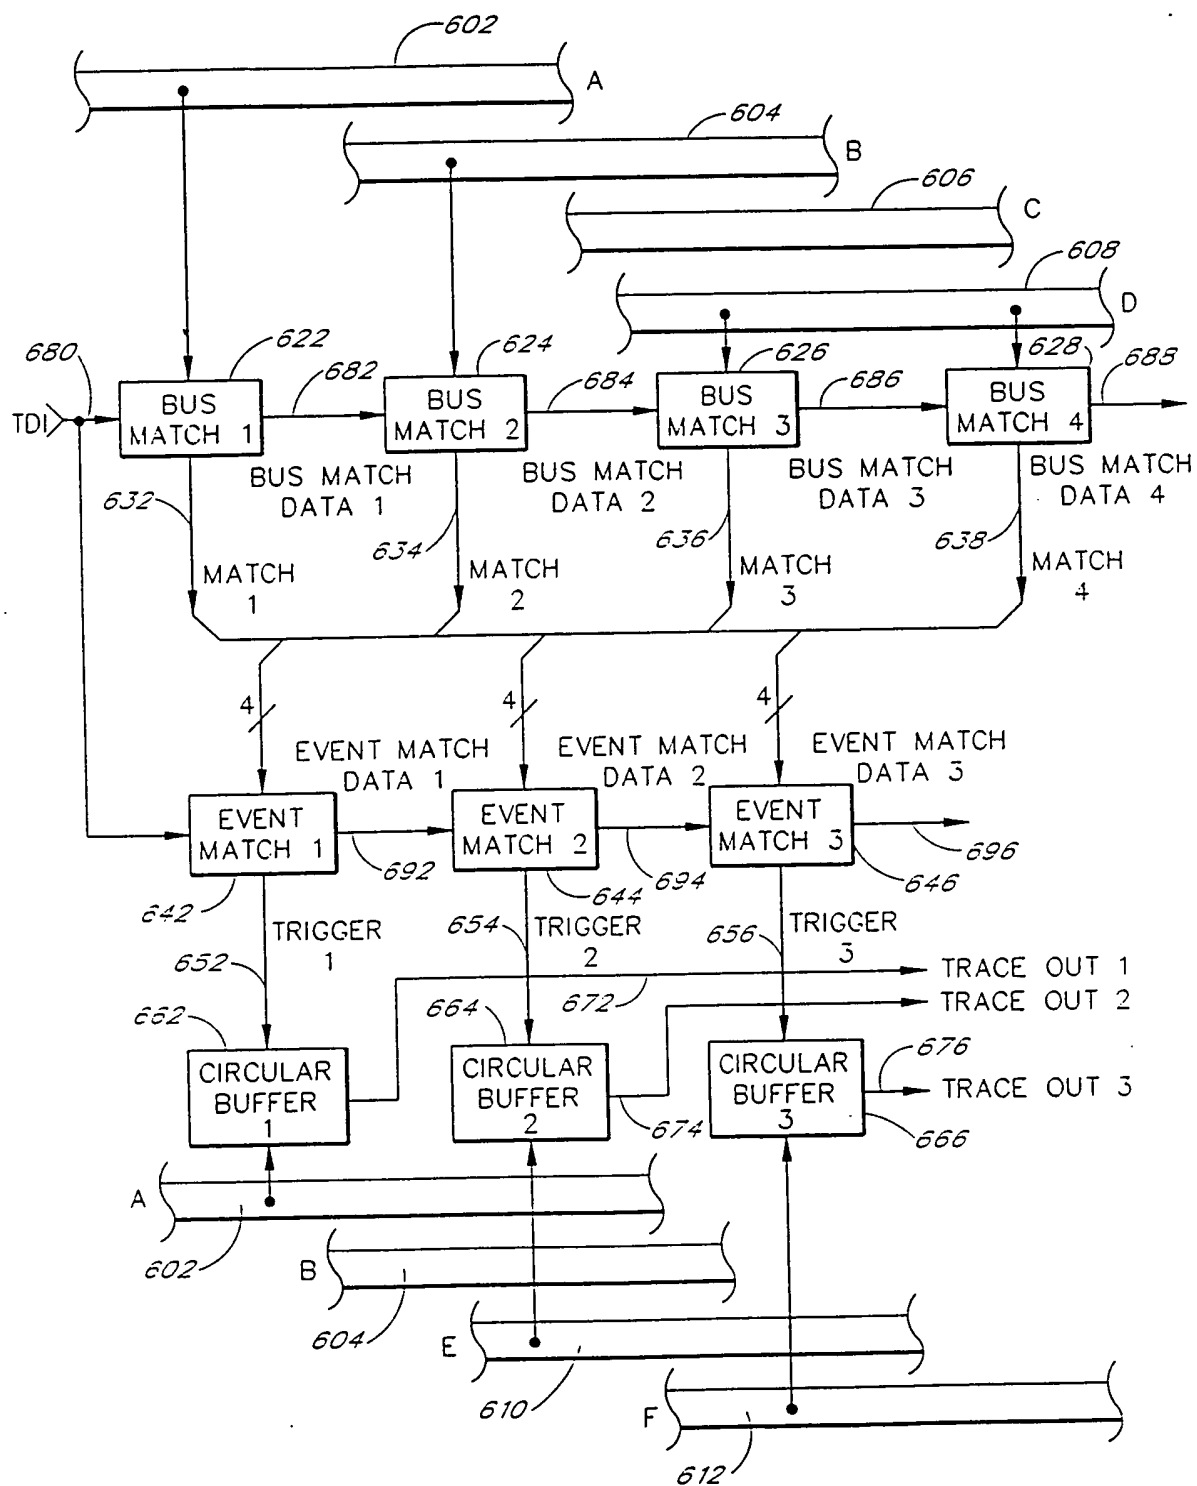 602
A
604
B
606
C
608
D
680
622
682
624
684
626
686
628
688
TDI
BUS
MATCH 1
BUS
MATCH 2
BUS
MATCH 3
BUS
MATCH 4
BUS MATCH
DATA 1
BUS MATCH
DATA 2
BUS MATCH
DATA 3
BUS MATCH
DATA 4
632
634
636
638
MATCH
1
MATCH
2
MATCH
3
MATCH
4
4
4
4
EVENT MATCH
DATA 1
EVENT MATCH
DATA 2
EVENT MATCH
DATA 3
EVENT
MATCH 1
EVENT
MATCH 2
EVENT
MATCH 3
692
694
696
642
644
646
652
TRIGGER
1
654
TRIGGER
2
656
TRIGGER
3
672
TRACE OUT 1
TRACE OUT 2
662
664
CIRCULAR
BUFFER
1
CIRCULAR
BUFFER
2
CIRCULAR
BUFFER
3
676
TRACE OUT 3
674
666
A
602
B
604
E
610
F
612